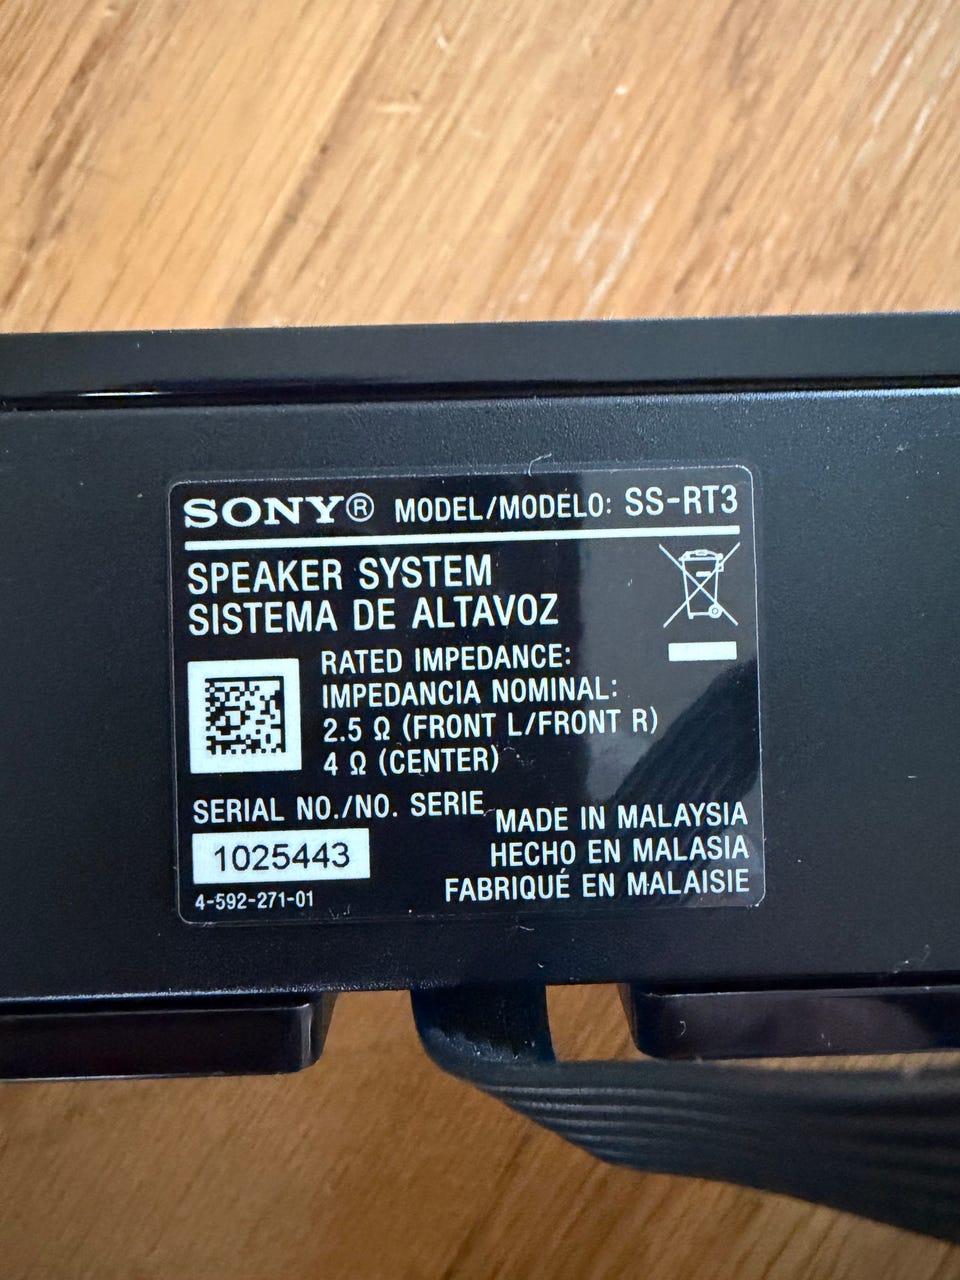 SONY® MODEL/MODELO: SS-RT3
SPEAKER SYSTEM
SISTEMA DE ALTAVOZ
RATED IMPEDANCE:
IMPEDANCIA NOMINAL:
2.5 Ω (FRONT L/FRONT R)
4 Ω (CENTER)
SERIAL NO./NO. SERIE
1025443
4-592-271-01
MADE IN MALAYSIA
HECHO EN MALASIA
FABRIQUÉ EN MALAISIE